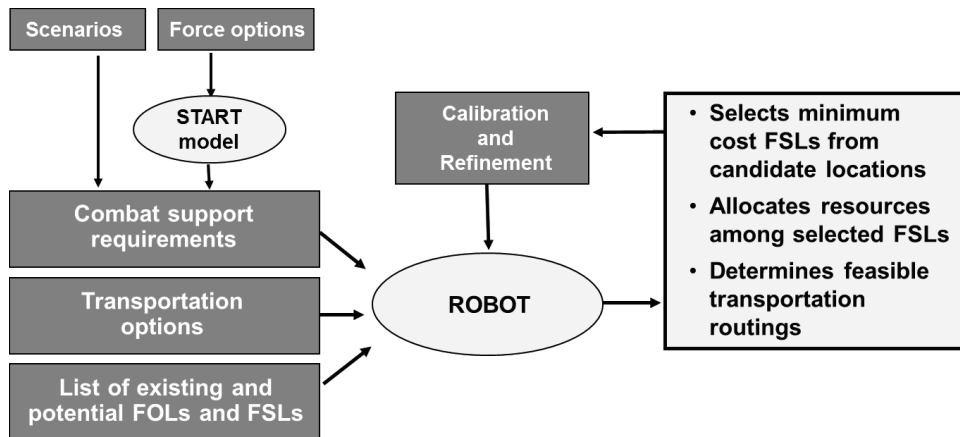 Scenarios
Force options
START
model
Combat support
requirements
Transportation
options
List of existing and
potential FOLs and FSLs
Calibration
and
Refinement
ROBOT
• Selects minimum
cost FSLs from
candidate locations
• Allocates resources
among selected FSLs
• Determines feasible
transportation
routings